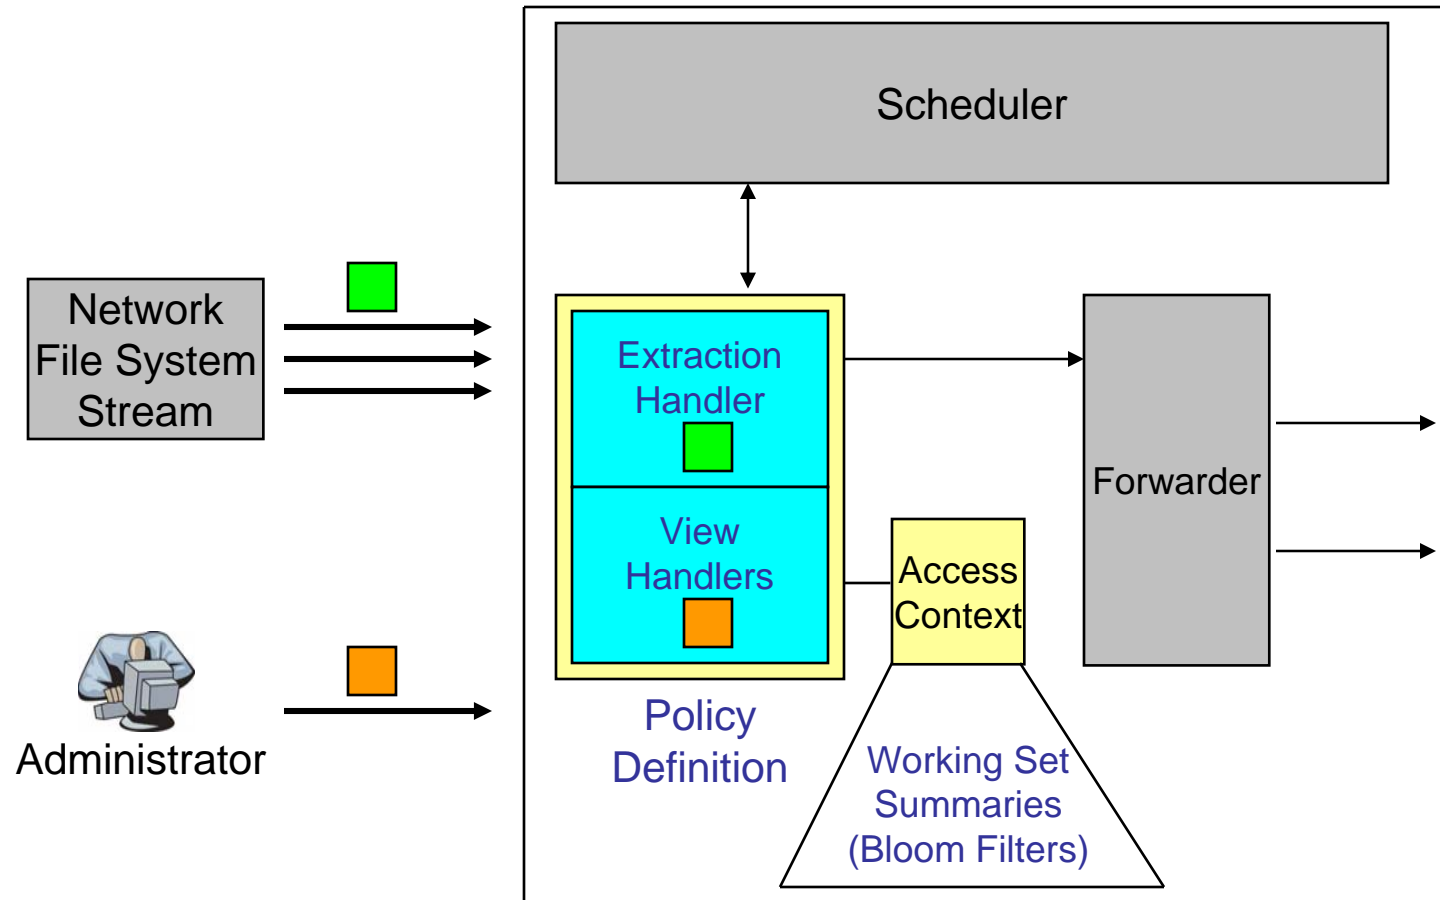 Scheduler
Network
File System
Stream
Extraction
Handler
View
Handlers
Access
Context
Forwarder
Administrator
Policy
Definition
Working Set
Summaries
(Bloom Filters)